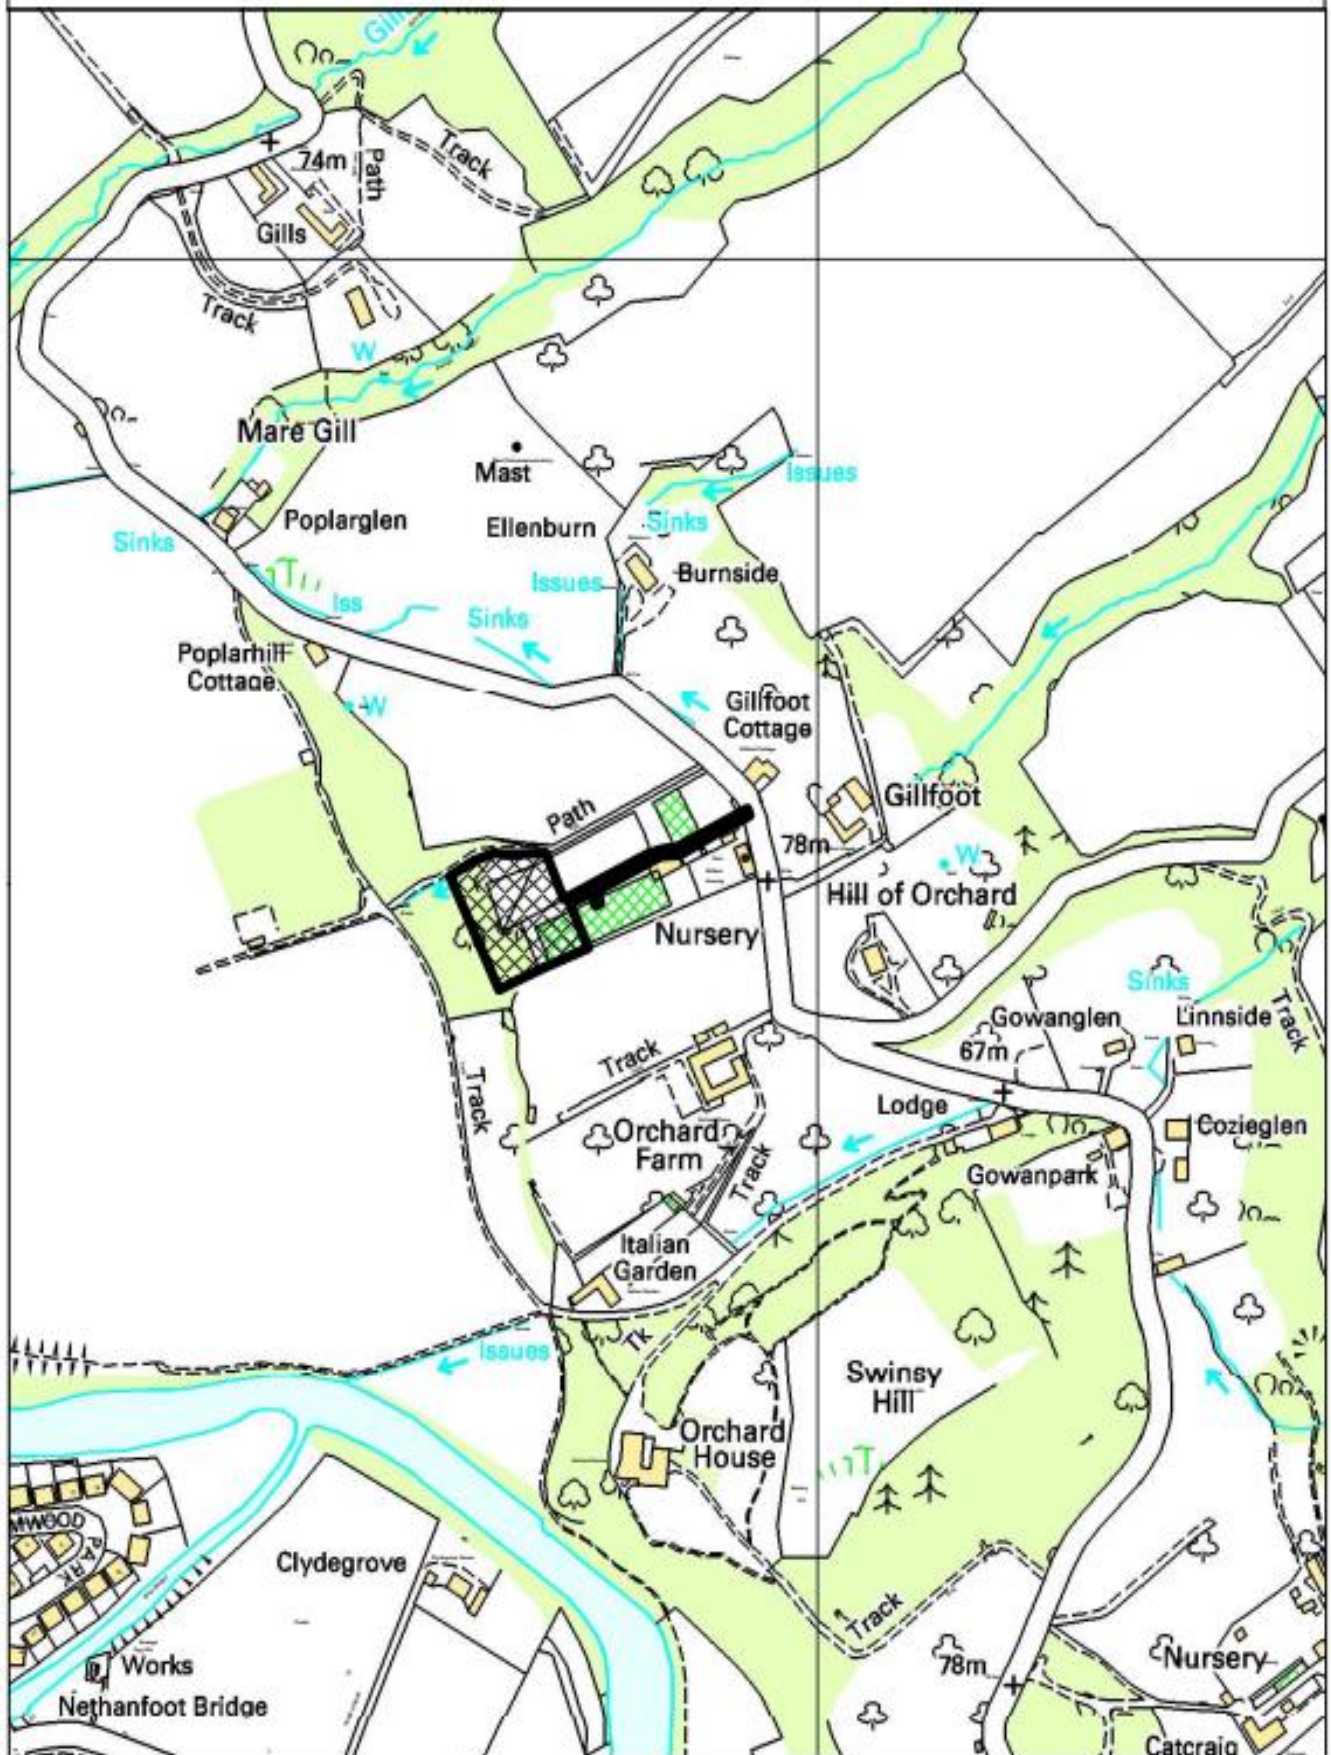 Gill
Track
74m
Path
Gills
Track
W
Mare Gill
Mast
Issues
Poplarglen
Ellenburn
Sinks
Sinks
Issues
Burnside
Iss
Sinks
Poplarhill
Cottage
W
Gillfoot
Cottage
Gillfoot
Path
78m
W
Hill of Orchard
Nursery
Sinks
Gowanglen
Linnside
Track
67m
Track
Track
Lodge
Cozieglen
Orchard
Farm
Track
Gowanpark
Italian
Garden
Tk
Issues
Swinsy
Hill
Orchard
House
PARK
Clydegrove
Track
Works
78m
Nursery
Nethanfoot Bridge
Catcraig